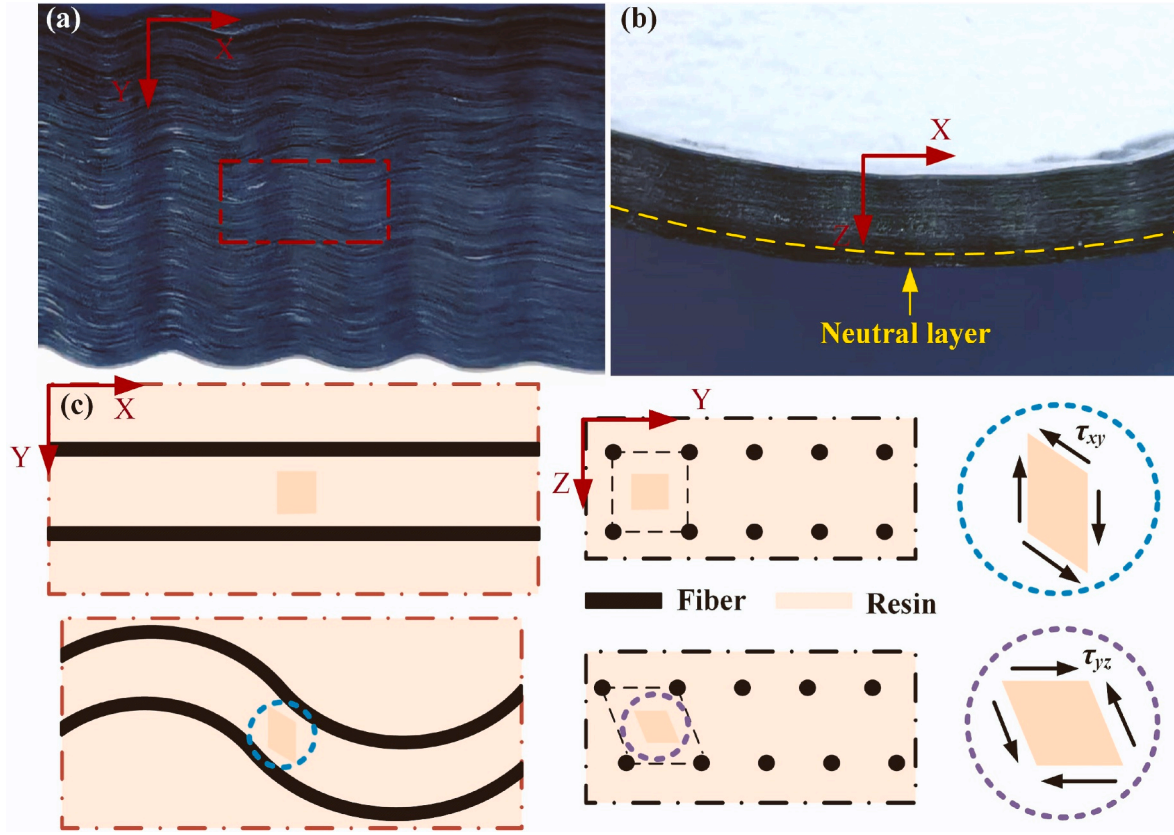 (a)
X
Y
(b)
X
Z
Neutral layer
(c)
X
Y
Y
Z
τxy
Fiber
Resin
τyz